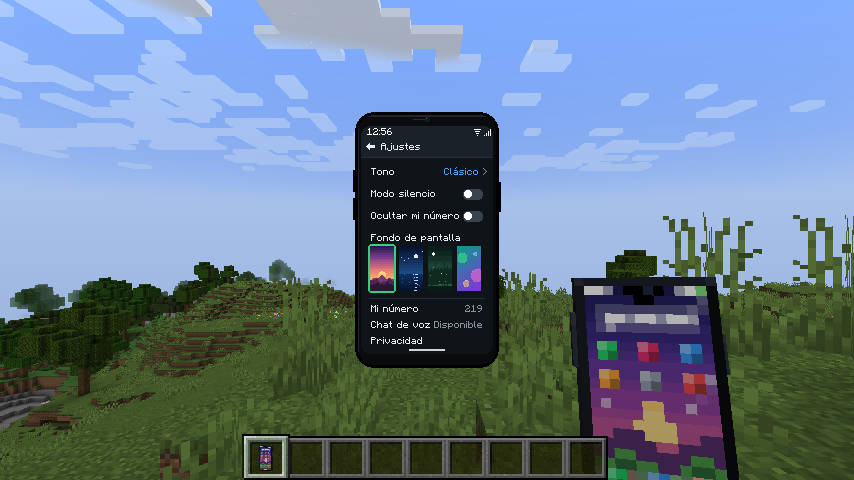 12:56
Ajustes
Tono Clásico
Modo silencio
Ocultar mi número
Fondo de pantalla
Mi número 219
Chat de voz Disponible
Privacidad